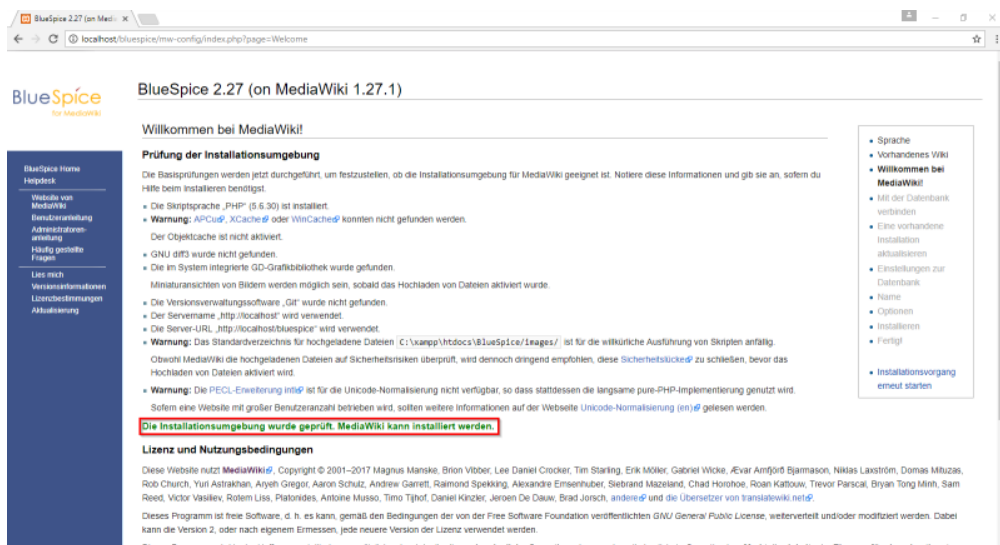 BlueSpice 2.27 (on Media
localhost/bluespice/mw-config/index.php?page=Welcome
BlueSpice
for MediaWiki
BlueSpice Home
Helpdesk
Website von
MediaWiki
Benutzeranleitung
Administratoren-
anleitung
Häufig gestellte
Fragen
Lies mich
Versionsinformationen
Lizenzbestimmungen
Aktualisierung
BlueSpice 2.27 (on MediaWiki 1.27.1)
Willkommen bei MediaWiki!
Prüfung der Installationsumgebung
Die Basisprüfungen werden jetzt durchgeführt, um festzustellen, ob die Installationsumgebung für MediaWiki geeignet ist. Notiere diese Informationen und gib sie an, sofern du
Hilfe beim Installieren benötigst.
Die Skriptsprache „PHP“ (5.6.30) ist installiert.
Warnung: APCu, XCache oder WinCache konnten nicht gefunden werden.
Der Objektcache ist nicht aktiviert.
GNU diff3 wurde nicht gefunden.
Die im System integrierte GD-Grafikbibliothek wurde gefunden.
Miniaturansichten von Bildern werden möglich sein, sobald das Hochladen von Dateien aktiviert wurde.
Die Versionsverwaltungssoftware „Git“ wurde nicht gefunden.
Der Servername „http://localhost“ wird verwendet.
Die Server-URL „http://localhost/bluespice“ wird verwendet.
Warnung: Das Standardverzeichnis für hochgeladene Dateien C:\xampp\htdocs\BlueSpice/images/ ist für die willkürliche Ausführung von Skripten anfällig.
Obwohl MediaWiki die hochgeladenen Dateien auf Sicherheitsrisiken überprüft, wird dennoch dringend empfohlen, diese Sicherheitslücke zu schließen, bevor das
Hochladen von Dateien aktiviert wird.
Warnung: Die PECL-Erweiterung intl ist für die Unicode-Normalisierung nicht verfügbar, so dass stattdessen die langsame pure-PHP-Implementierung genutzt wird.
Sofern eine Website mit großer Benutzeranzahl betrieben wird, sollten weitere Informationen auf der Webseite Unicode-Normalisierung (en) gelesen werden.
Die Installationsumgebung wurde geprüft. MediaWiki kann installiert werden.
Lizenz und Nutzungsbedingungen
Diese Website nutzt MediaWiki, Copyright © 2001–2017 Magnus Manske, Brion Vibber, Lee Daniel Crocker, Tim Starling, Erik Möller, Gabriel Wicke, Ævar Arnfjörð Bjarmason, Niklas Laxström, Domas Mituzas,
Rob Church, Yuri Astrakhan, Aryeh Gregor, Aaron Schulz, Andrew Garrett, Raimond Spekking, Alexandre Emsenhuber, Siebrand Mazeland, Chad Horohoe, Roan Kattouw, Trevor Parscal, Bryan Tong Minh, Sam
Reed, Victor Vasiliev, Rotem Liss, Platonides, Antoine Musso, Timo Tijhof, Daniel Kinzler, Jeroen De Dauw, Brad Jorsch, andere und die Übersetzer von translatewiki.net.
Dieses Programm ist freie Software, d. h. es kann, gemäß den Bedingungen der von der Free Software Foundation veröffentlichten GNU General Public License, weiterverteilt und/oder modifiziert werden. Dabei
kann die Version 2, oder nach eigenem Ermessen, jede neuere Version der Lizenz verwendet werden.
Sprache
Vorhandenes Wiki
Willkommen bei
MediaWiki!
Mit der Datenbank
verbinden
Eine vorhandene
Installation
aktualisieren
Einstellungen zur
Datenbank
Name
Optionen
Installieren
Fertig!
Installationsvorgang
erneut starten